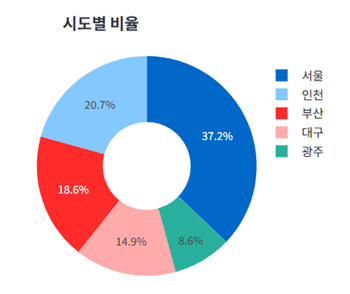 시도별 비율
서울
인천
부산
대구
광주
37.2%
20.7%
18.6%
14.9%
8.6%